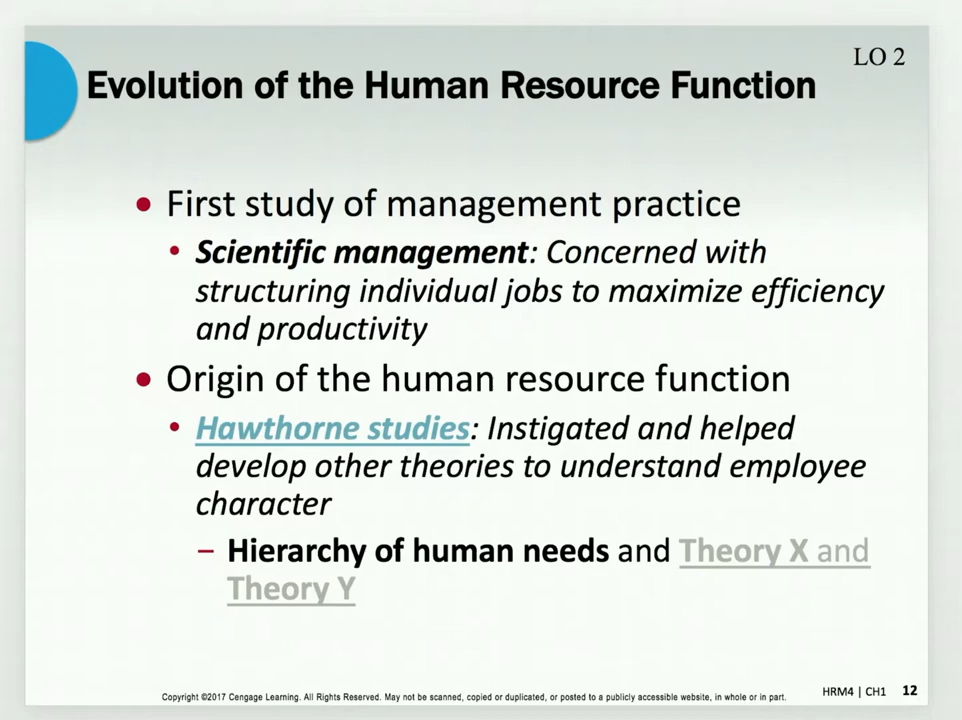 LO 2
Evolution of the Human Resource Function
• First study of management practice
• Scientific management: Concerned with
structuring individual jobs to maximize efficiency
and productivity
• Origin of the human resource function
• Hawthorne studies: Instigated and helped
develop other theories to understand employee
character
– Hierarchy of human needs and Theory X and
Theory Y
Copyright ©2017 Cengage Learning. All Rights Reserved. May not be scanned, copied or duplicated, or posted to a publicly accessible website, in whole or in part.
HRM4 | CH1 12